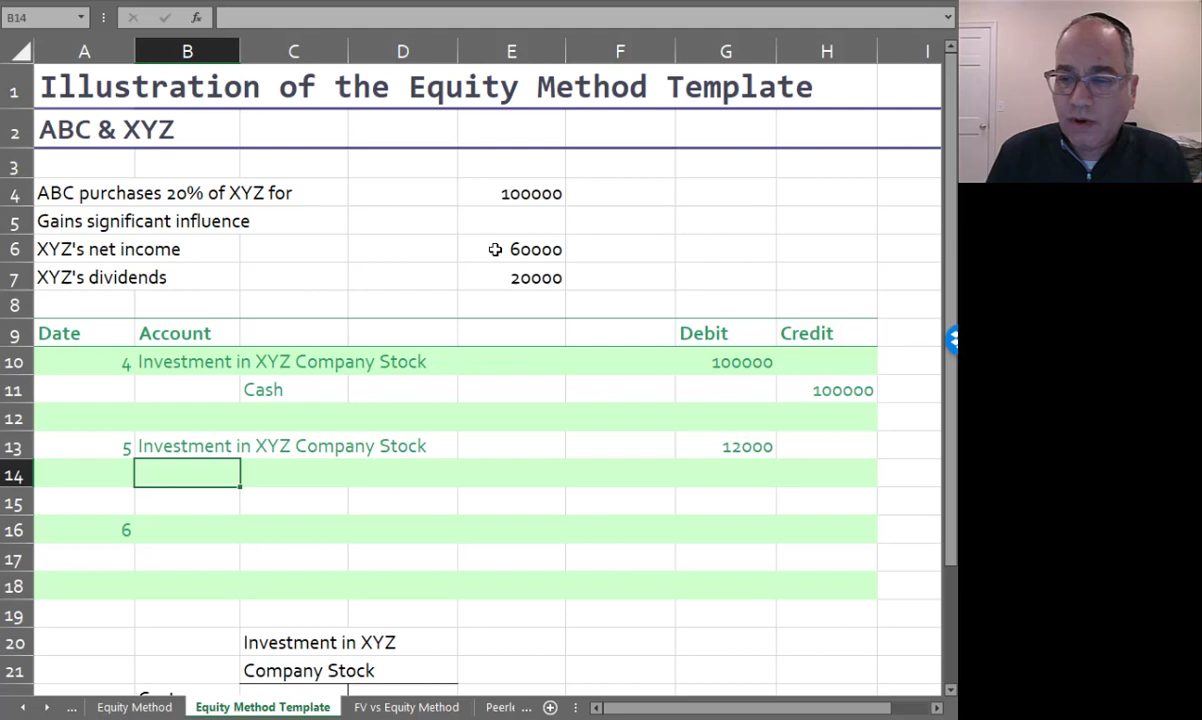 B14
fx
A B C D E F G H I
1 Illustration of the Equity Method Template
2 ABC & XYZ
3
4 ABC purchases 20% of XYZ for 100000
5 Gains significant influence
6 XYZ's net income 60000
7 XYZ's dividends 20000
8
9 Date Account Debit Credit
10 4 Investment in XYZ Company Stock 100000
11 Cash 100000
12
13 5 Investment in XYZ Company Stock 12000
14
15
16 6
17
18
19
20 Investment in XYZ
21 Company Stock
... Equity Method Equity Method Template FV vs Equity Method Peerle ...